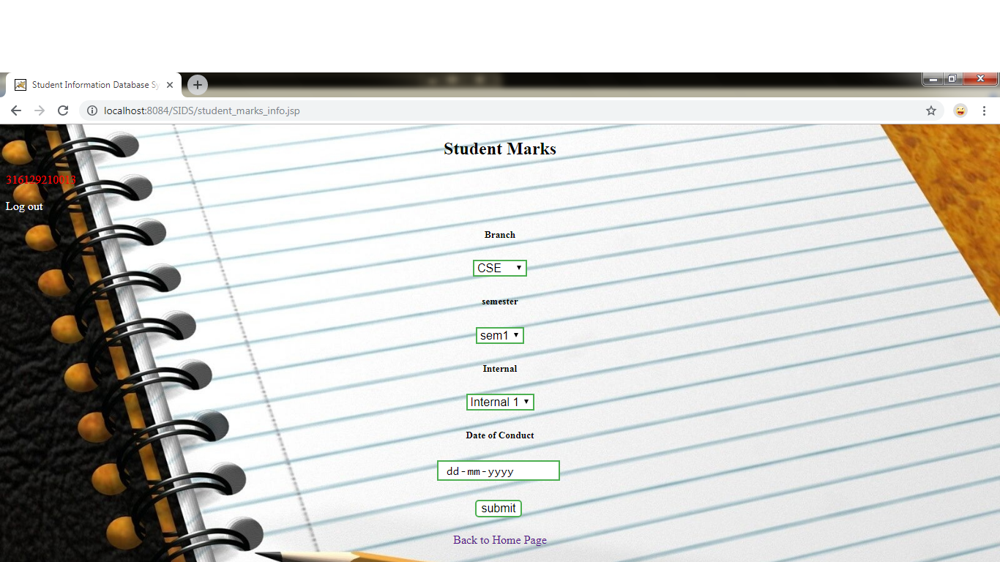 Student Information Database Sy
localhost:8084/SIDS/student_marks_info.jsp
Student Marks
316129210013
Log out
Branch
CSE
semester
sem1
Internal
Internal 1
Date of Conduct
dd-mm-yyyy
submit
Back to Home Page